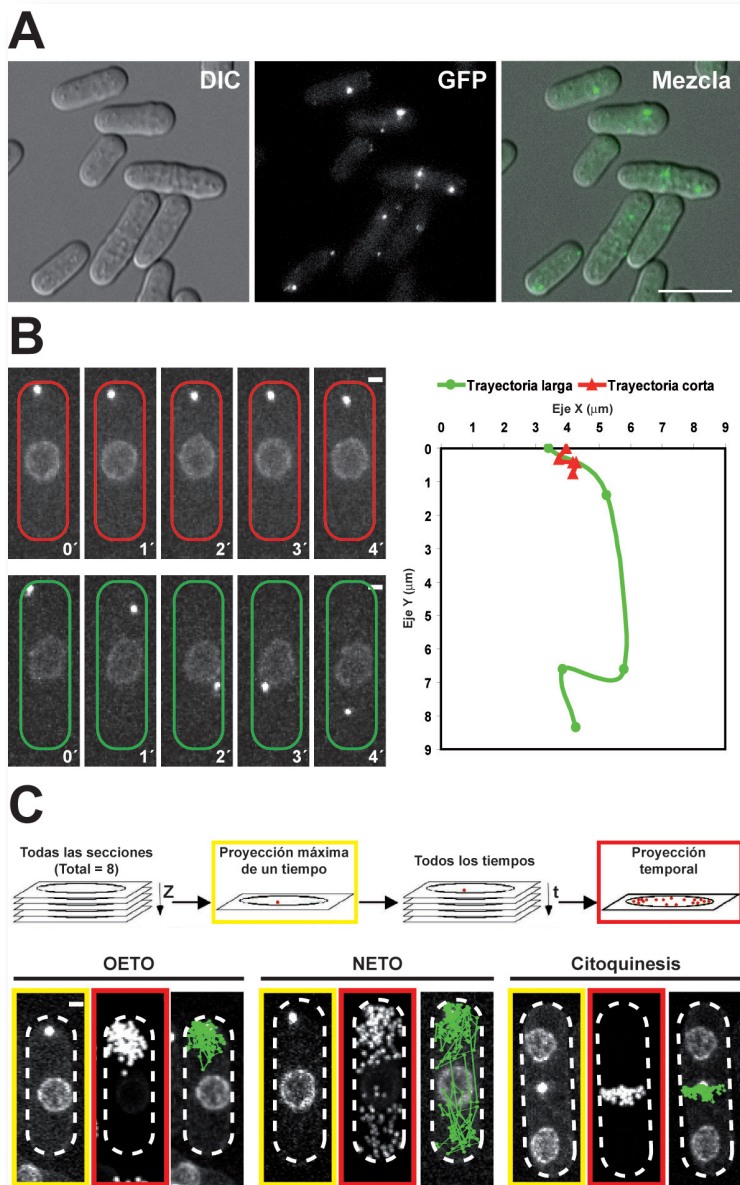 A
DIC
GFP
Mezcla
B
0´
1´
2´
3´
4´
0´
1´
2´
3´
4´
Trayectoria larga
Trayectoria corta
Eje X (μm)
0 1 2 3 4 5 6 7 8 9
Eje Y (μm)
0
1
2
3
4
5
6
7
8
9
C
Todas las secciones
(Total = 8)
Z
Proyección máxima
de un tiempo
Todos los tiempos
t
Proyección
temporal
OETO
NETO
Citoquinesis